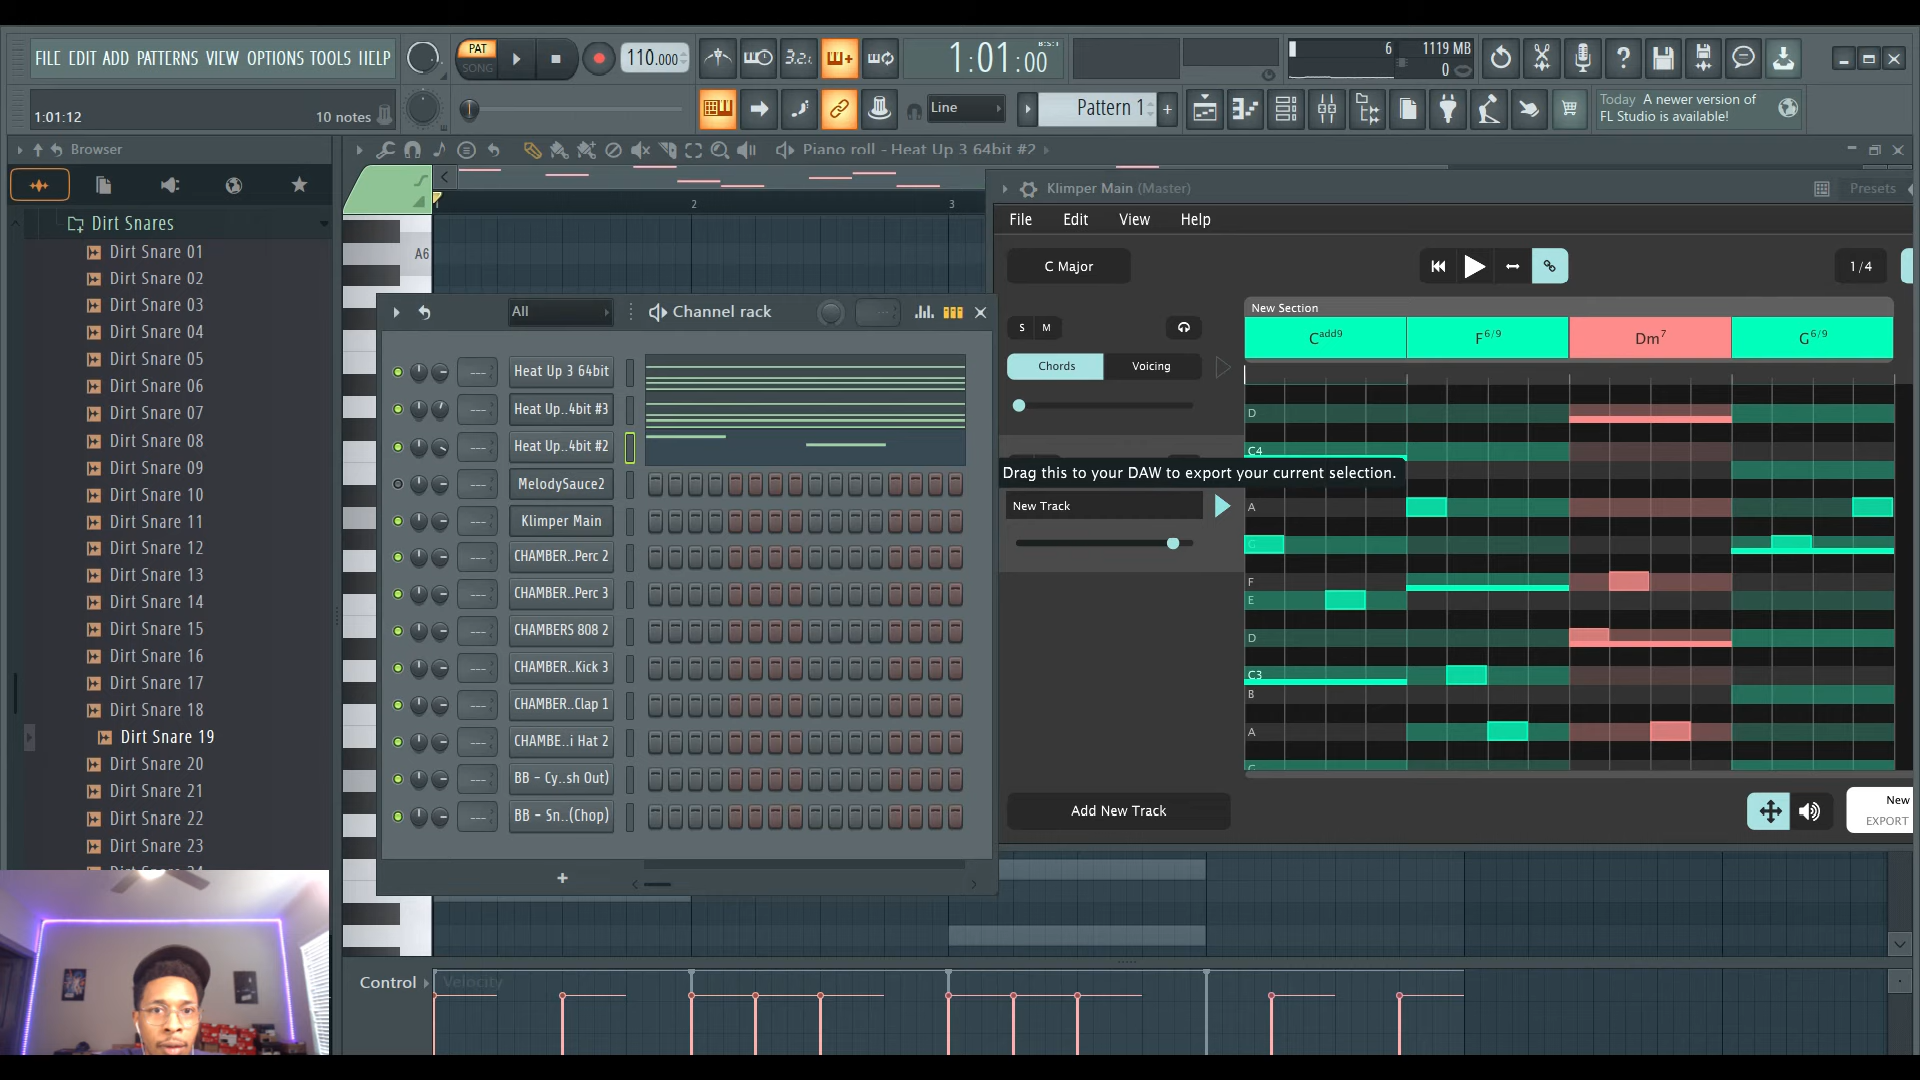 FILE EDIT ADD PATTERNS VIEW OPTIONS TOOLS HELP
PAT
SONG
110.000
3.2.
1:01:00
B:S:T
6
1119 MB
0
1:01:12
10 notes
Line
Pattern 1
+
Today A newer version of
FL Studio is available!
Browser
Piano roll - Heat Up 3 64bit #2
Dirt Snares
Dirt Snare 01
Dirt Snare 02
Dirt Snare 03
Dirt Snare 04
Dirt Snare 05
Dirt Snare 06
Dirt Snare 07
Dirt Snare 08
Dirt Snare 09
Dirt Snare 10
Dirt Snare 11
Dirt Snare 12
Dirt Snare 13
Dirt Snare 14
Dirt Snare 15
Dirt Snare 16
Dirt Snare 17
Dirt Snare 18
Dirt Snare 19
Dirt Snare 20
Dirt Snare 21
Dirt Snare 22
Dirt Snare 23
2
3
A6
All
Channel rack
Heat Up 3 64bit
Heat Up..4bit #3
Heat Up..4bit #2
MelodySauce2
Klimper Main
CHAMBER..Perc 2
CHAMBER..Perc 3
CHAMBERS 808 2
CHAMBER..Kick 3
CHAMBER..Clap 1
CHAMBE..i Hat 2
BB - Cy..sh Out)
BB - Sn..(Chop)
+
Klimper Main (Master)
Presets
File Edit View Help
C Major
1/4
New Section
S M
Cadd9
F6/9
Dm7
G6/9
Chords
Voicing
D
C4
Drag this to your DAW to export your current selection.
New Track
A
G
F
E
D
C3
B
A
G
Add New Track
New
EXPORT
Control
Velocity